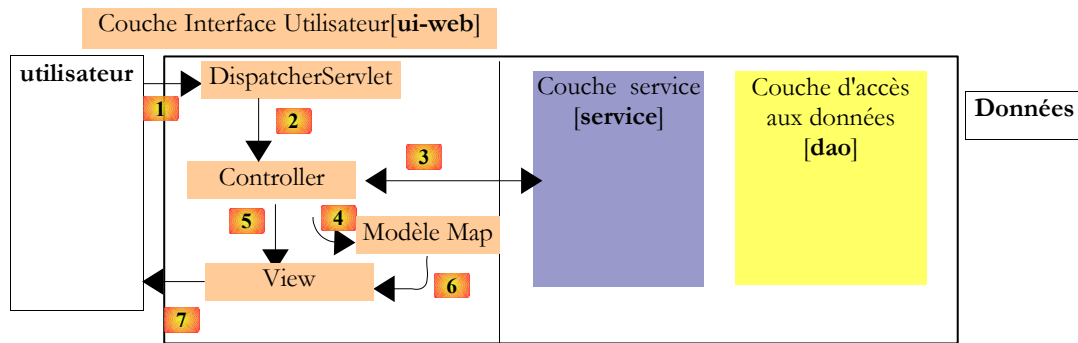 Couche Interface Utilisateur[ui-web]
utilisateur
DispatcherServlet
Couche service
[service]
Couche d'accès
aux données
[dao]
Données
1
2
3
Controller
5
4
Modèle Map
View
6
7